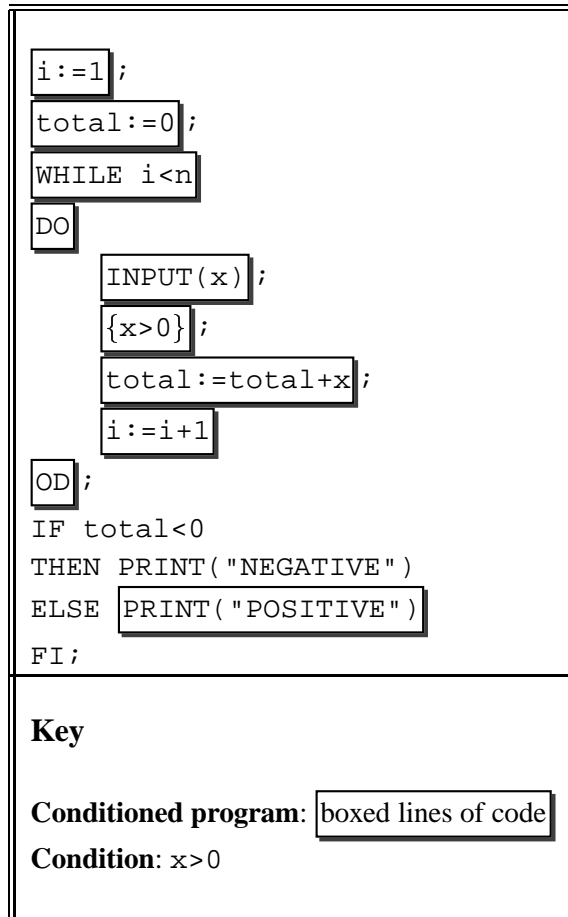 i:=1;
total:=0;
WHILE i<n
DO
INPUT(x);
{x>0};
total:=total+x;
i:=i+1
OD;
IF total<0
THEN PRINT("NEGATIVE")
ELSE PRINT("POSITIVE")
FI;
Key
Conditioned program: boxed lines of code
Condition: x>0